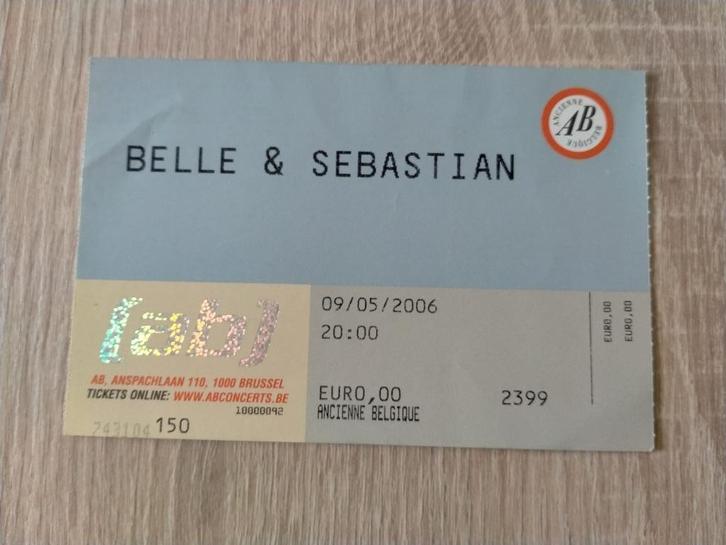 ANCIENNE
AB
BELGIQUE
BELLE & SEBASTIAN
[ab]
AB, ANSPACHLAAN 110, 1000 BRUSSEL
TICKETS ONLINE: WWW.ABCONCERTS.BE
10000092
243104 150
09/05/2006
20:00
EURO,00
ANCIENNE BELGIQUE
2399
EURO,00
EURO,00